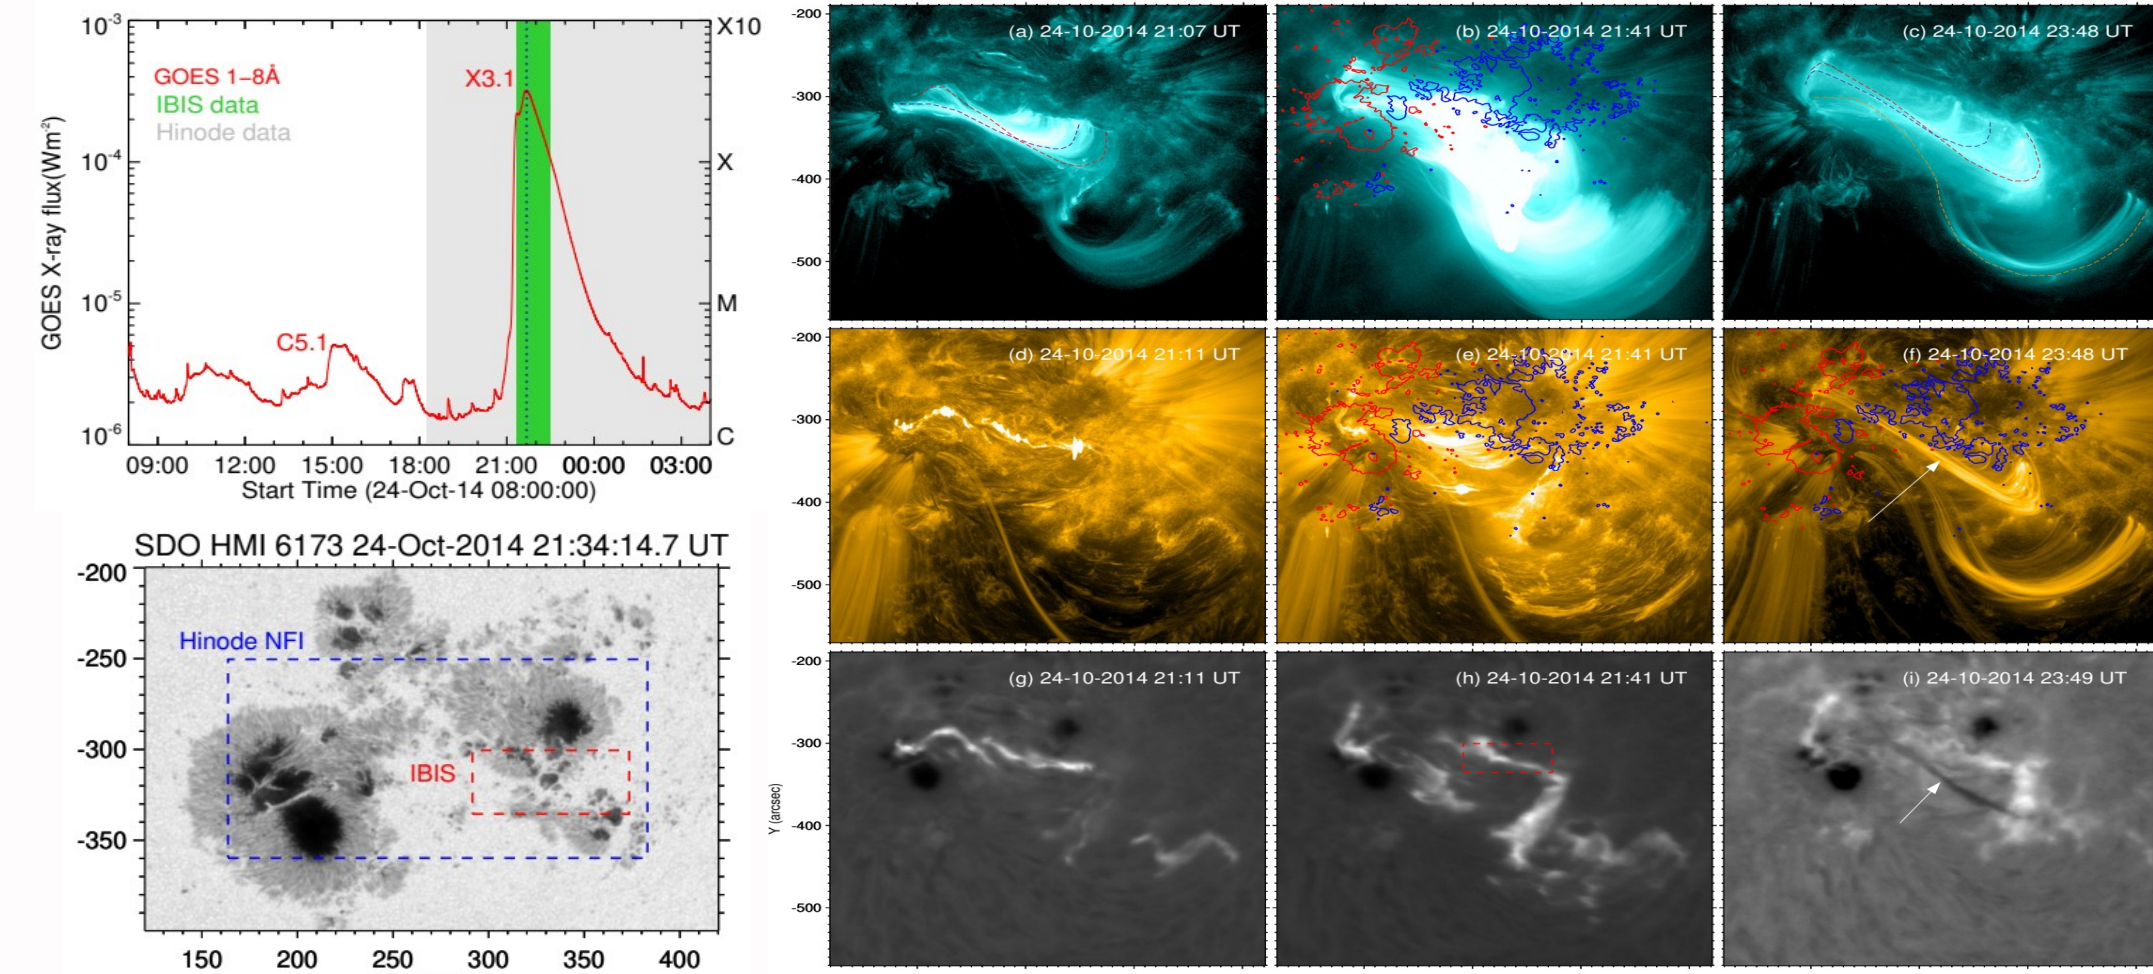 10⁻³
10⁻⁴
10⁻⁵
10⁻⁶
GOES X-ray flux(Wm⁻²)
GOES 1−8Å
IBIS data
Hinode data
X3.1
C5.1
X10
X
M
C
09:00 12:00 15:00 18:00 21:00 00:00 03:00
Start Time (24-Oct-14 08:00:00)
SDO HMI 6173 24-Oct-2014 21:34:14.7 UT
-200
-250
-300
-350
Hinode NFI
IBIS
150 200 250 300 350 400
-200
-300
-400
-500
(a) 24-10-2014 21:07 UT
(b) 24-10-2014 21:41 UT
(c) 24-10-2014 23:48 UT
-200
-300
-400
-500
(d) 24-10-2014 21:11 UT
(e) 24-10-2014 21:41 UT
(f) 24-10-2014 23:48 UT
-200
-300
-400
-500
Y (arcsec)
(g) 24-10-2014 21:11 UT
(h) 24-10-2014 21:41 UT
(i) 24-10-2014 23:49 UT